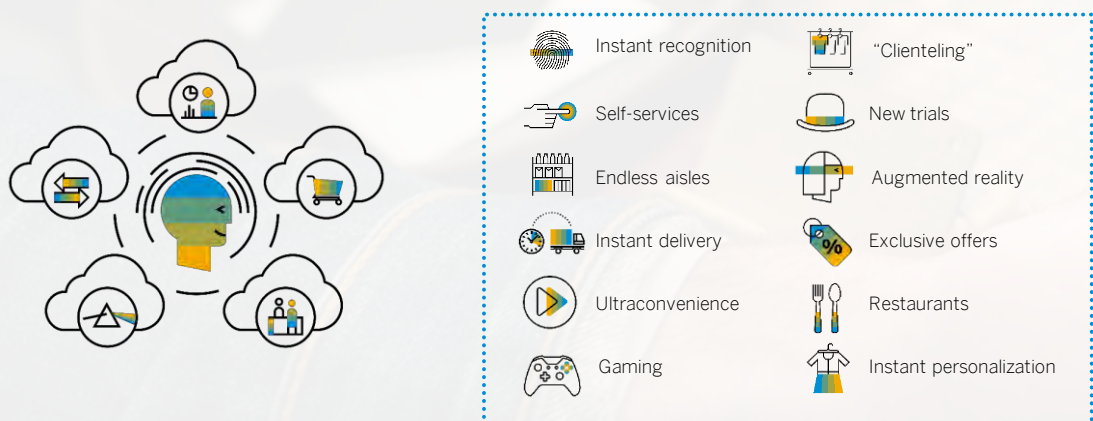 Instant recognition
“Clienteling”
Self-services
New trials
Endless aisles
Augmented reality
Instant delivery
%
Exclusive offers
Ultraconvenience
Restaurants
Gaming
Instant personalization